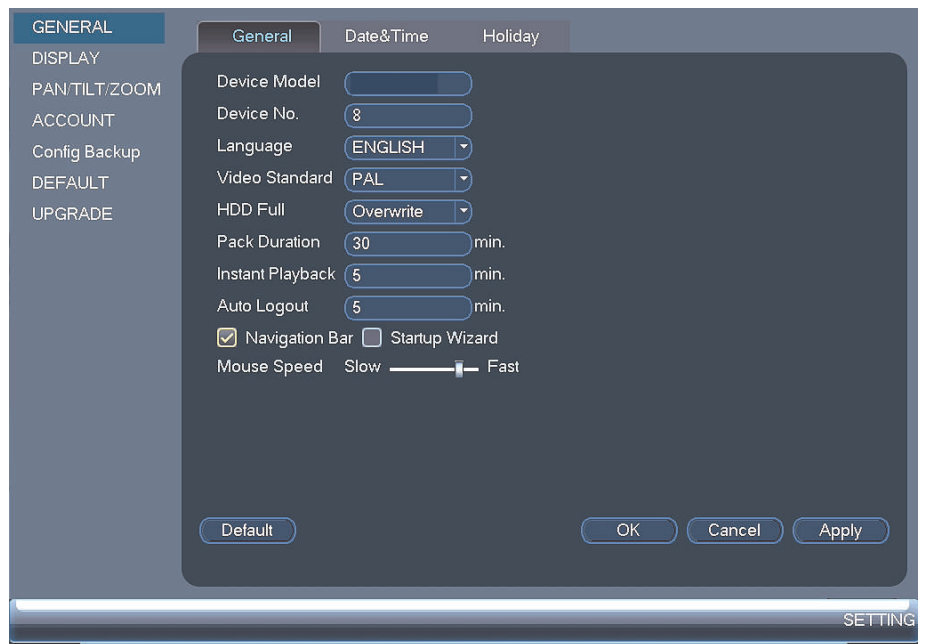 GENERAL
DISPLAY
PAN/TILT/ZOOM
ACCOUNT
Config Backup
DEFAULT
UPGRADE
General Date&Time Holiday
Device Model
Device No. 8
Language ENGLISH
Video Standard PAL
HDD Full Overwrite
Pack Duration 30 min.
Instant Playback 5 min.
Auto Logout 5 min.
Navigation Bar Startup Wizard
Mouse Speed Slow Fast
Default OK Cancel Apply
SETTING